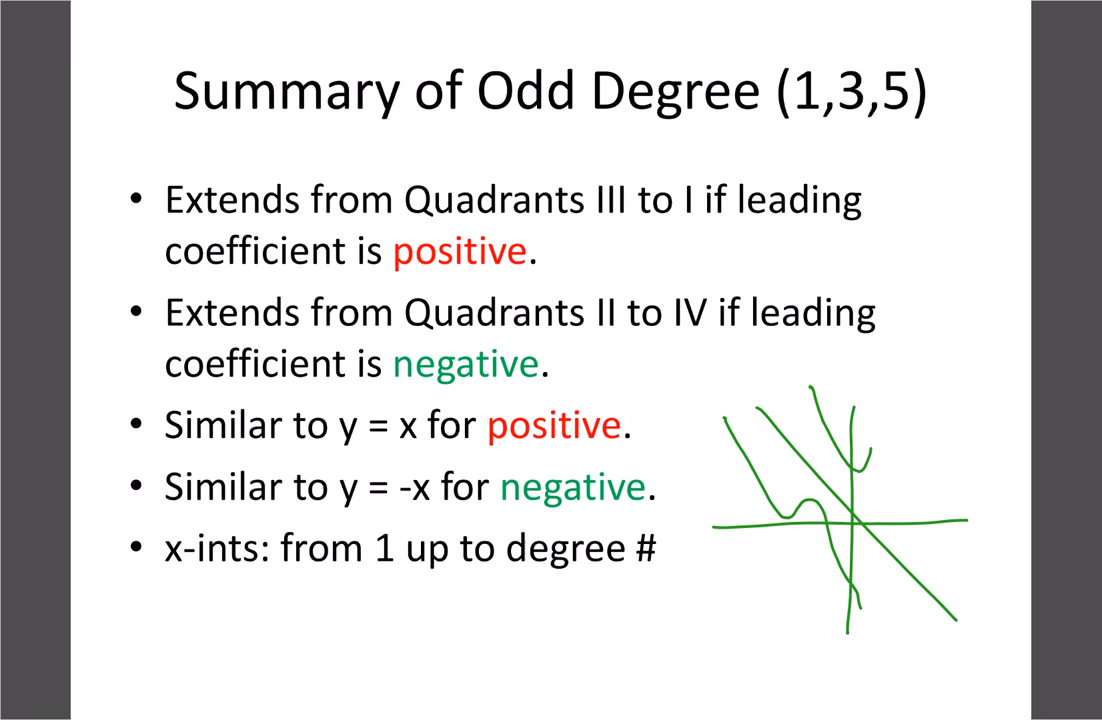 Summary of Odd Degree (1,3,5)
• Extends from Quadrants III to I if leading
coefficient is positive.
• Extends from Quadrants II to IV if leading
coefficient is negative.
• Similar to y = x for positive.
• Similar to y = -x for negative.
• x-ints: from 1 up to degree #